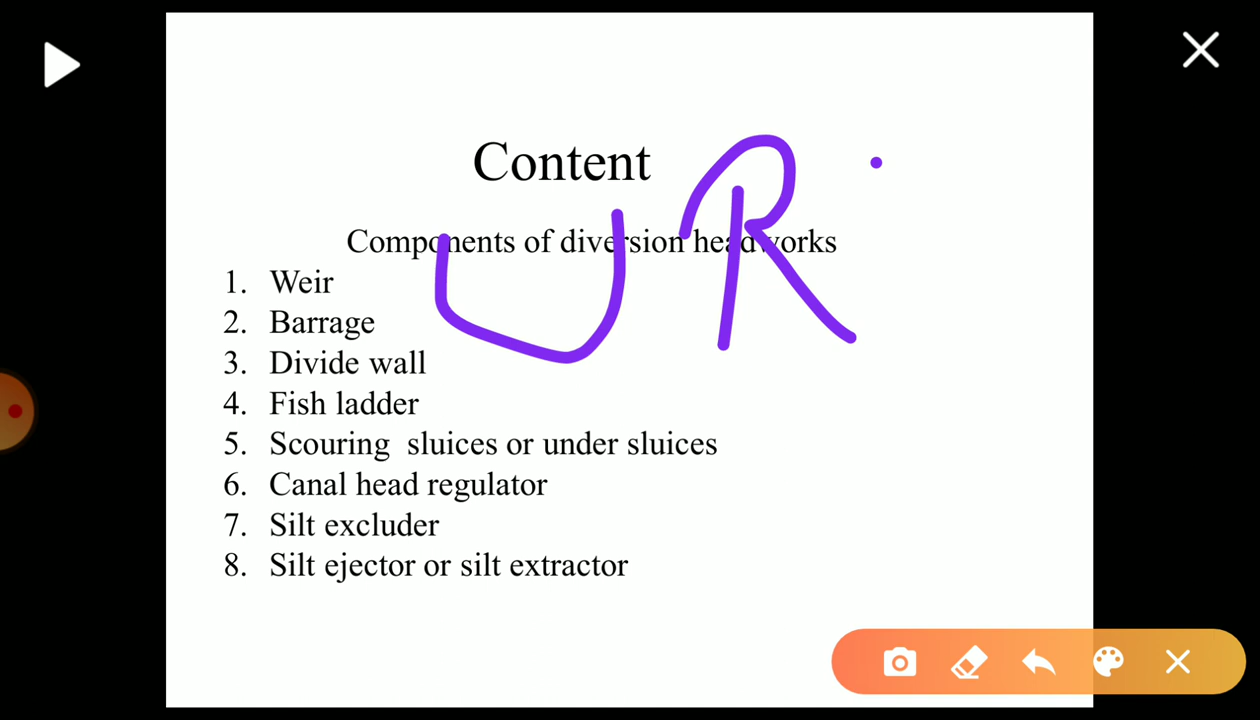 Content
Components of diversion headworks
1. Weir
2. Barrage
3. Divide wall
4. Fish ladder
5. Scouring sluices or under sluices
6. Canal head regulator
7. Silt excluder
8. Silt ejector or silt extractor
UR